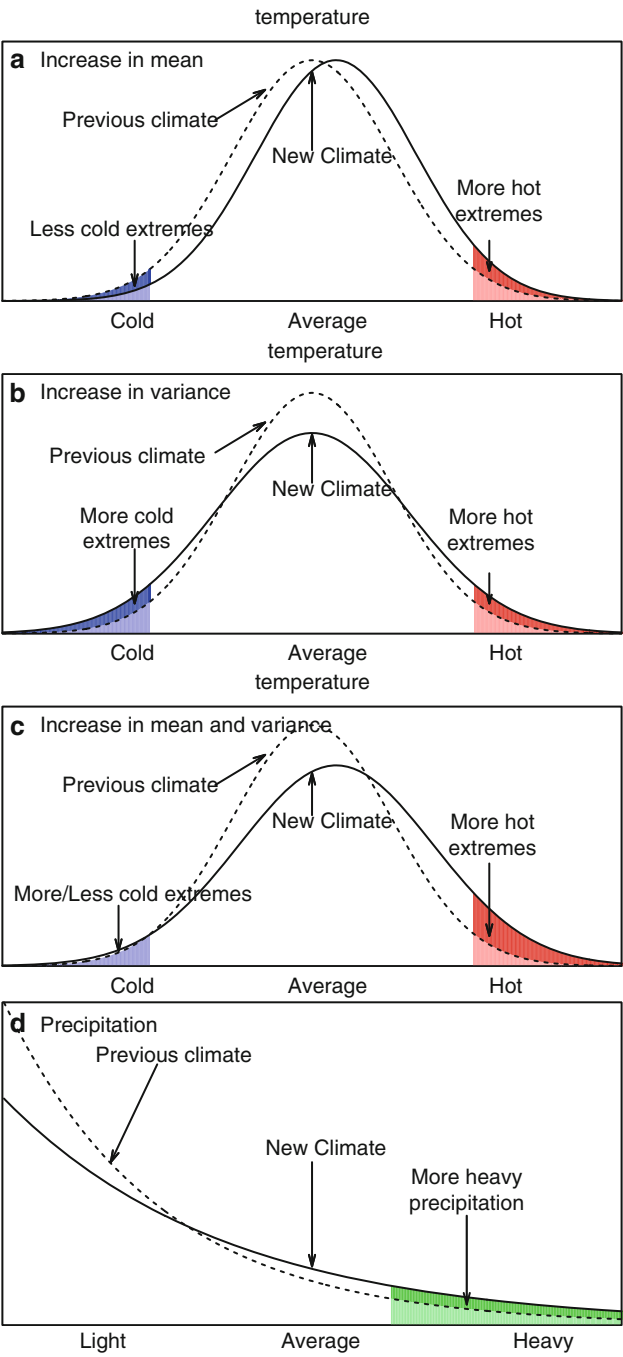 temperature
a Increase in mean
Previous climate
New Climate
More hot
extremes
Less cold extremes
Cold Average Hot
temperature
b Increase in variance
Previous climate
New Climate
More cold
extremes
More hot
extremes
Cold Average Hot
temperature
c Increase in mean and variance
Previous climate
New Climate
More hot
extremes
More/Less cold extremes
Cold Average Hot
d Precipitation
Previous climate
New Climate
More heavy
precipitation
Light Average Heavy